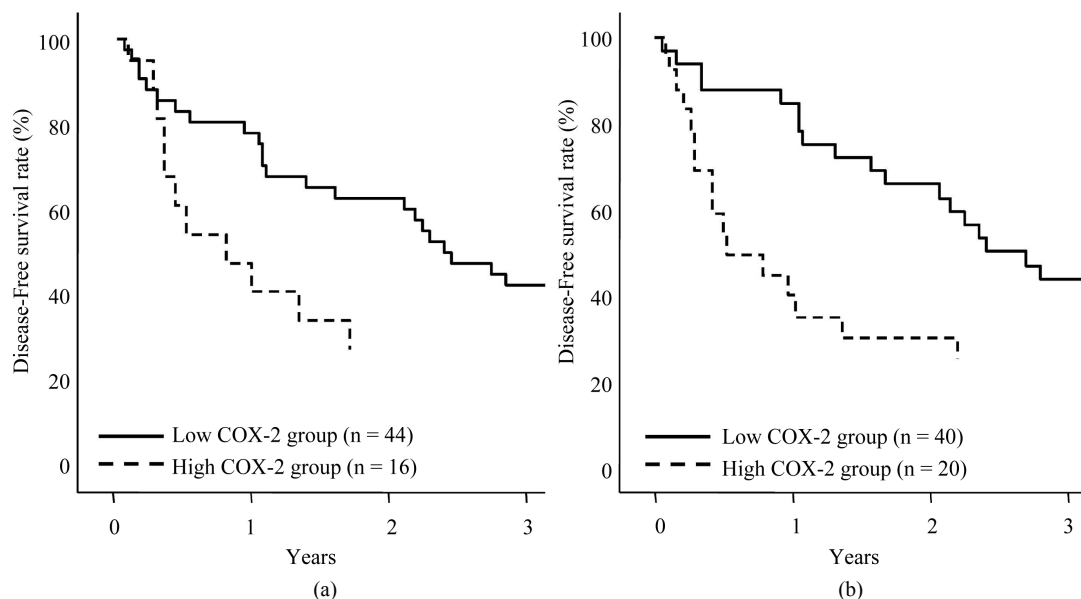 100
80
60
40
20
0
Disease-Free survival rate (%)
Low COX-2 group (n = 44)
High COX-2 group (n = 16)
0 1 2 3
Years
(a)
100
80
60
40
20
0
Disease-Free survival rate (%)
Low COX-2 group (n = 40)
High COX-2 group (n = 20)
0 1 2 3
Years
(b)